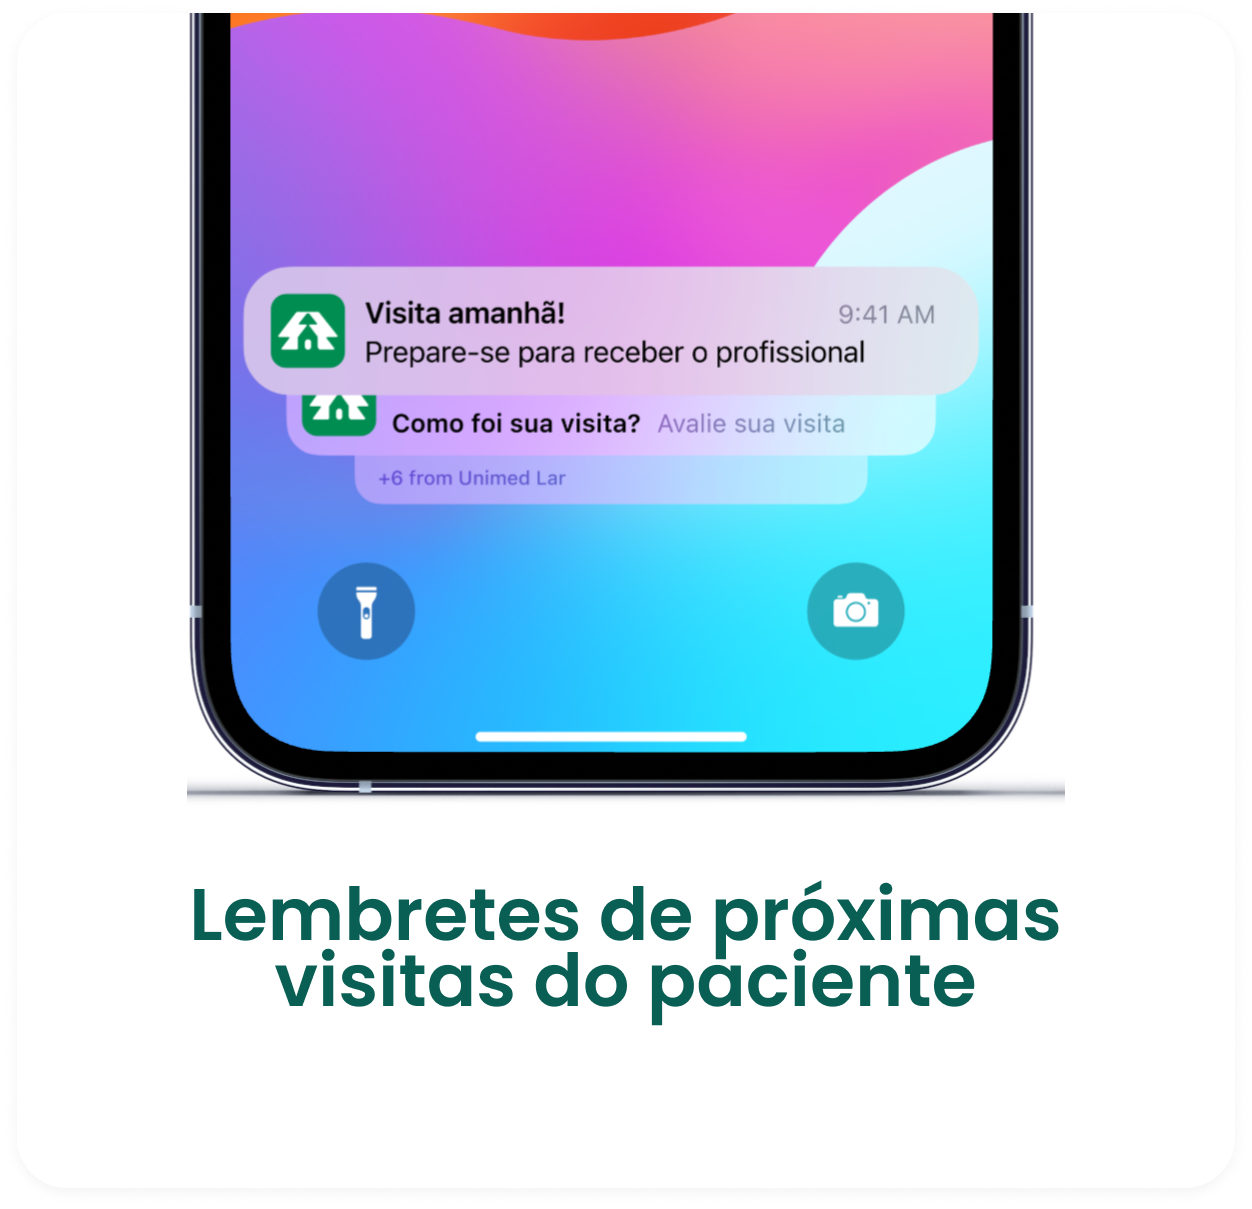 Visita amanhã!
9:41 AM
Prepare-se para receber o profissional
Como foi sua visita? Avalie sua visita
+6 from Unimed Lar
Lembretes de próximas
visitas do paciente